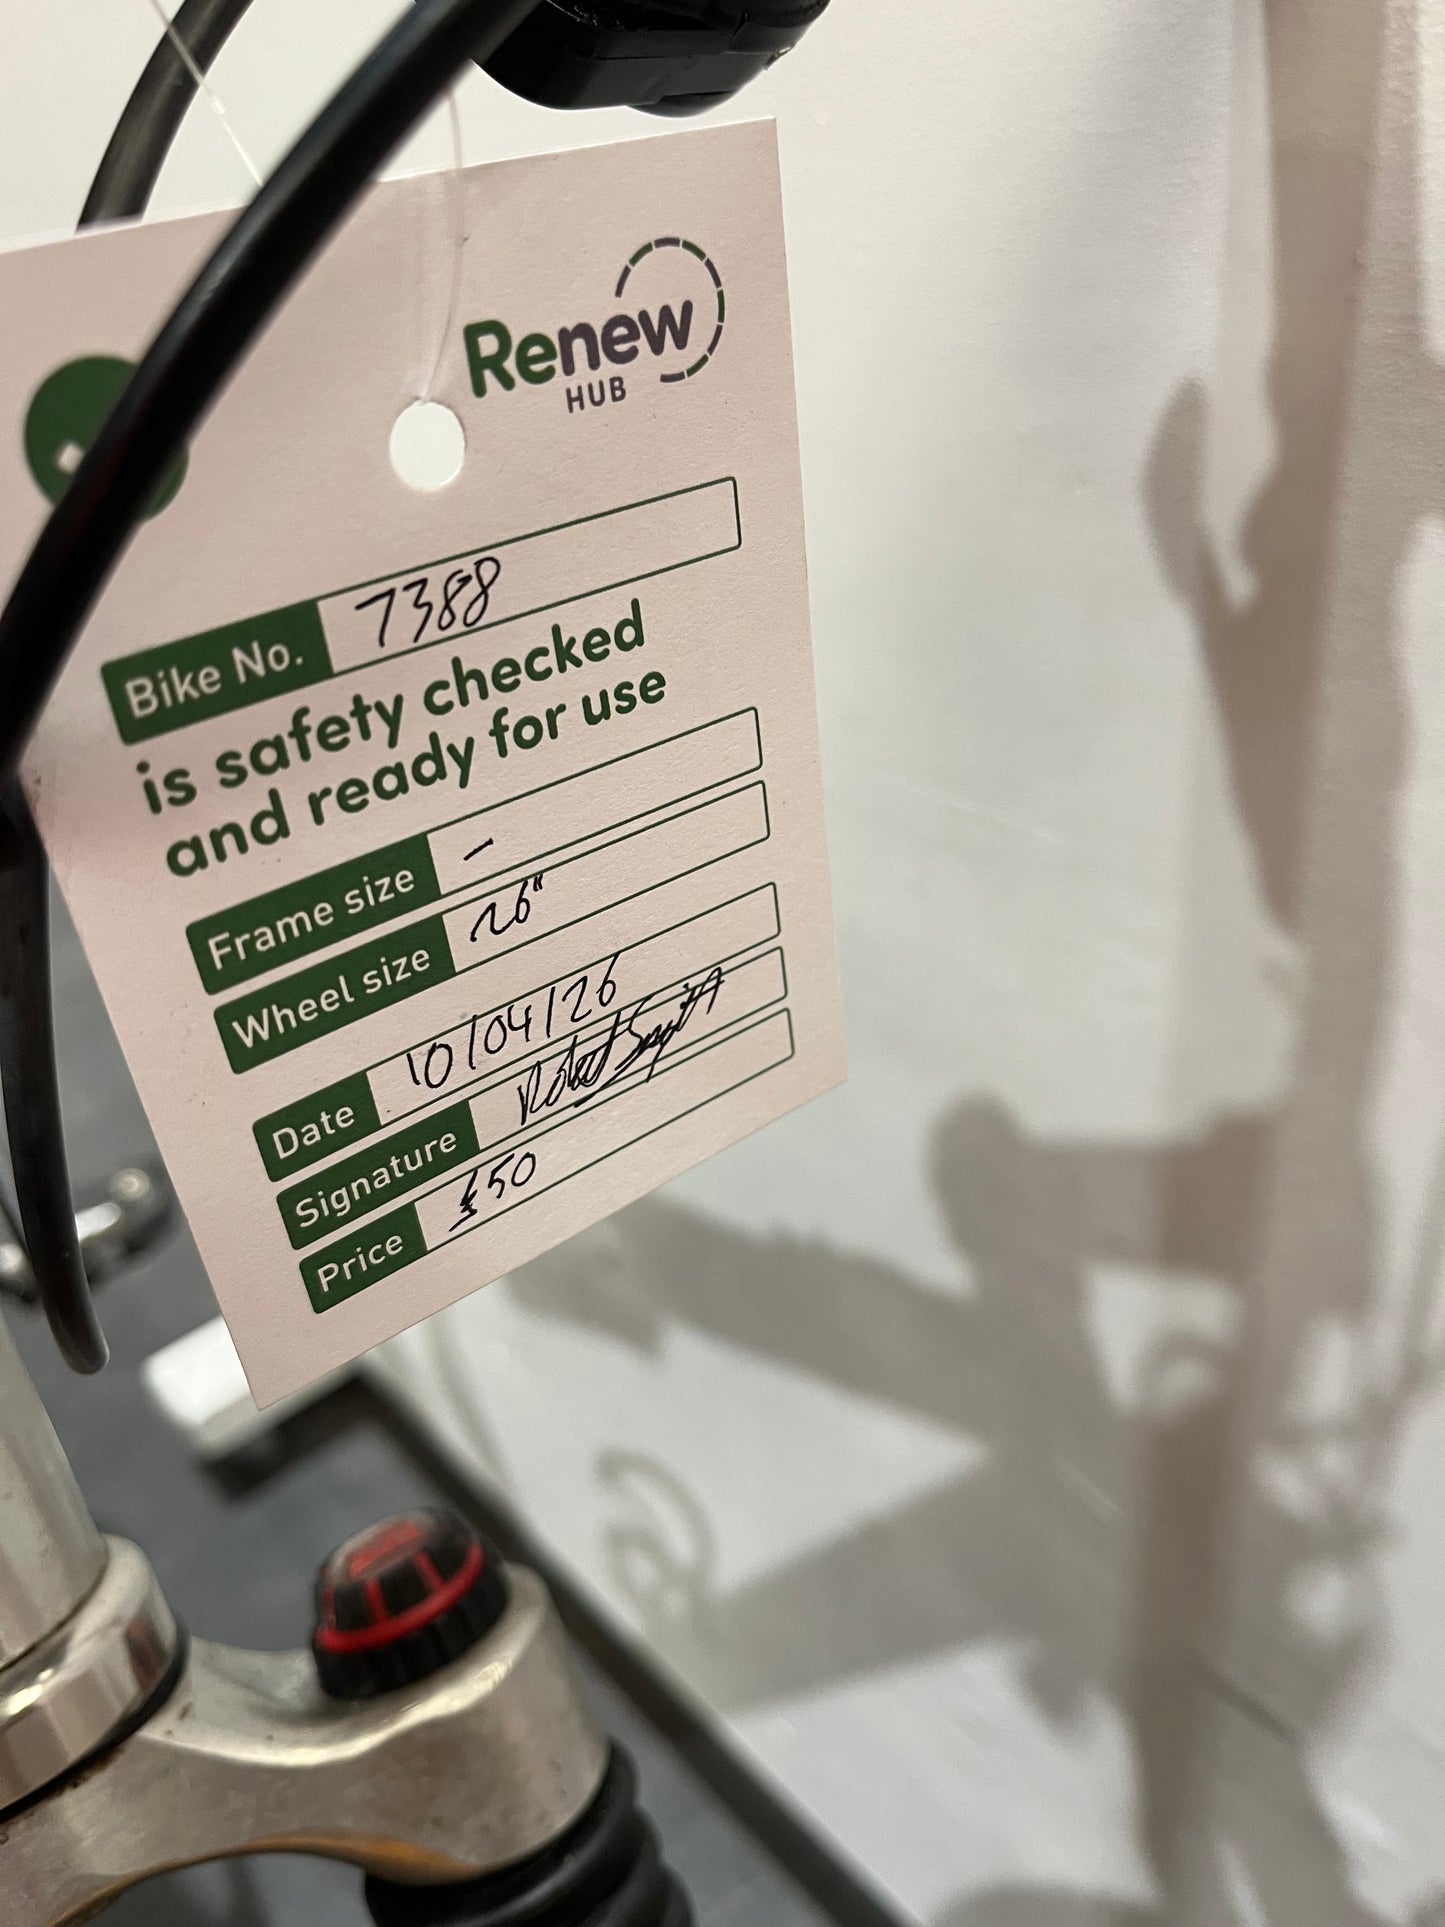 Renew
HUB
Bike No. 7388
is safety checked
and ready for use
Frame size -
Wheel size 26"
Date 10/04/26
Signature
Price £50